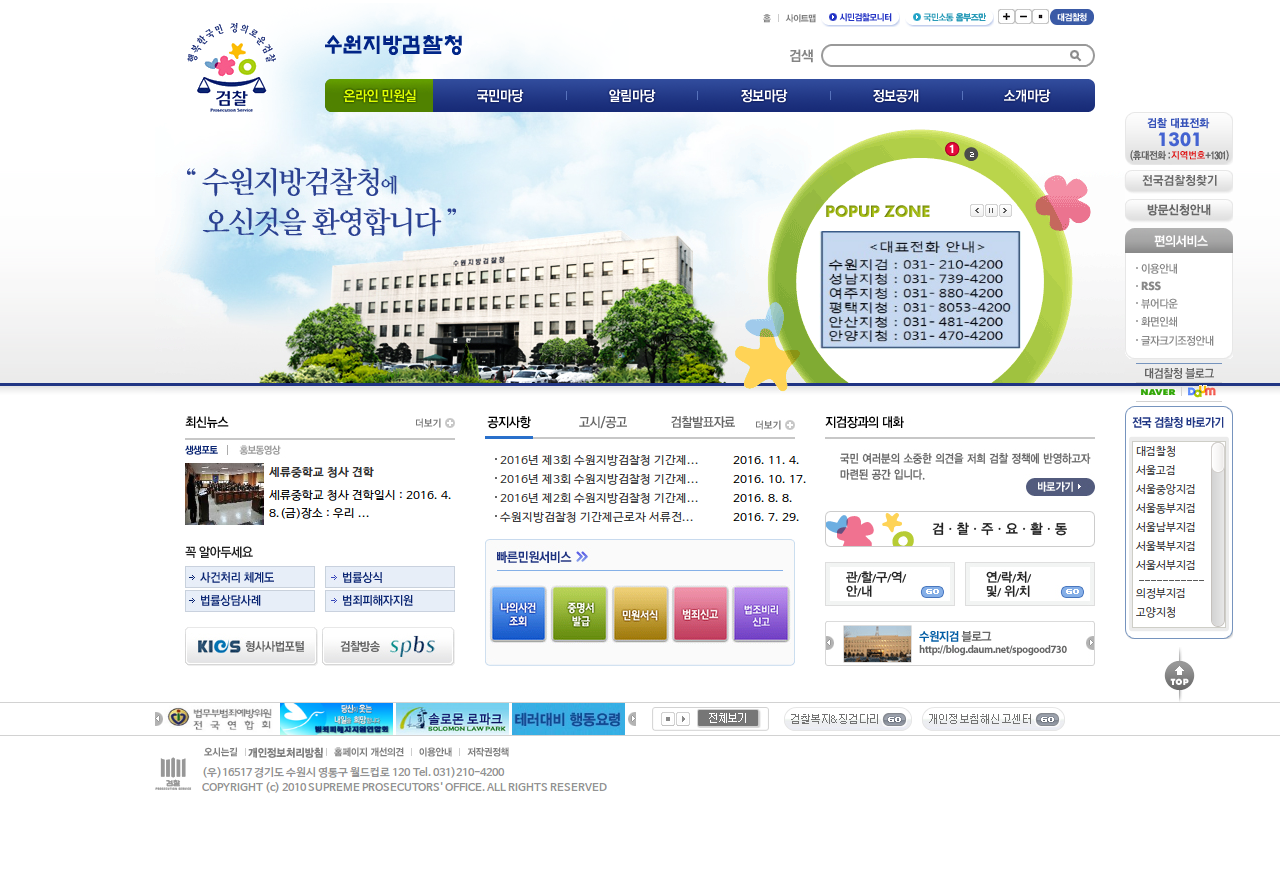 홈 | 사이트맵 시민검찰모니터 국민소통 옴부즈만 대검찰청
행복한국민 정의로운검찰
검찰
Prosecution Service
수원지방검찰청
검색
온라인 민원실 국민마당 알림마당 정보마당 정보공개 소개마당
“ 수원지방검찰청에
오신것을 환영합니다 ”
수원지방검찰청
1 2
POPUP ZONE
<대표전화 안내>
수원지검 : 031- 210-4200
성남지청 : 031- 739-4200
여주지청 : 031- 880-4200
평택지청 : 031- 8053-4200
안산지청 : 031- 481-4200
안양지청 : 031- 470-4200
검찰 대표전화
1301
(휴대전화 :지역번호+1301)
전국검찰청찾기
방문신청안내
편의서비스
· 이용안내
· RSS
· 뷰어다운
· 화면인쇄
· 글자크기조정안내
대검찰청 블로그
NAVER | Daum
전국 검찰청 바로가기
대검찰청
서울고검
서울중앙지검
서울동부지검
서울남부지검
서울북부지검
서울서부지검
-----------
의정부지검
고양지청
TOP
최신뉴스 더보기
생생포토 | 홍보동영상
세류중학교 청사 견학
세류중학교 청사 견학일시 : 2016. 4.
8.(금)장소 : 우리 ...
꼭 알아두세요
사건처리 체계도 법률상식
법률상담사례 범죄피해자지원
KICS 형사사법포털 검찰방송 spbs
공지사항 고시/공고 검찰발표자료 더보기
· 2016년 제3회 수원지방검찰청 기간제... 2016. 11. 4.
· 2016년 제3회 수원지방검찰청 기간제... 2016. 10. 17.
· 2016년 제2회 수원지방검찰청 기간제... 2016. 8. 8.
· 수원지방검찰청 기간제근로자 서류전... 2016. 7. 29.
빠른민원서비스
나의사건 조회
증명서 발급
민원서식
범죄신고
법조비리 신고
지검장과의 대화
국민 여러분의 소중한 의견을 저희 검찰 정책에 반영하고자
마련된 공간 입니다.
바로가기
검 · 찰 · 주 · 요 · 활 · 동
관/할/구/역/
안/내 GO
연/락/처/
및/ 위/치 GO
수원지검 블로그
http://blog.daum.net/spogood730
법무부범죄예방위원
전국연합회
당신의 웃는
내일을 희망합니다
범죄피해자지원연합회
솔로몬 로파크
SOLOMON LAW PARK
테러대비 행동요령
전체보기
검찰복지&징검다리 GO
개인정보침해신고센터 GO
오시는길 | 개인정보처리방침 | 홈페이지 개선의견 | 이용안내 | 저작권정책
검찰
PROSECUTION SERVICE
(우)16517 경기도 수원시 영통구 월드컵로 120 Tel. 031)210-4200
COPYRIGHT (c) 2010 SUPREME PROSECUTORS' OFFICE. ALL RIGHTS RESERVED